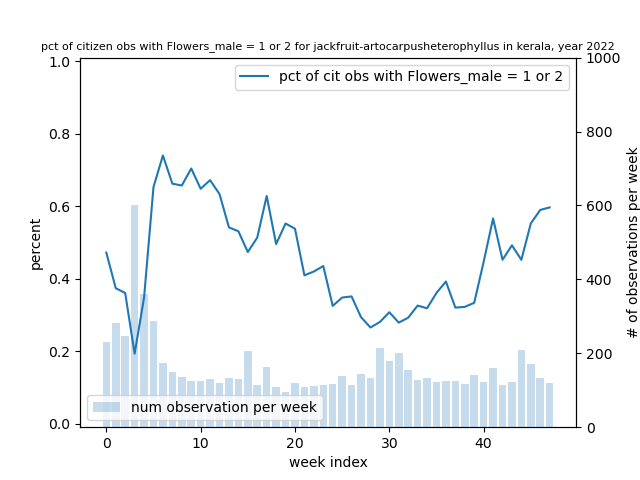 pct of citizen obs with Flowers_male = 1 or 2 for jackfruit-artocarpusheterophyllus in kerala, year 2022
pct of cit obs with Flowers_male = 1 or 2
1.0
0.8
0.6
0.4
0.2
0.0
percent
1000
800
600
400
200
0
# of observations per week
num observation per week
0 10 20 30 40
week index